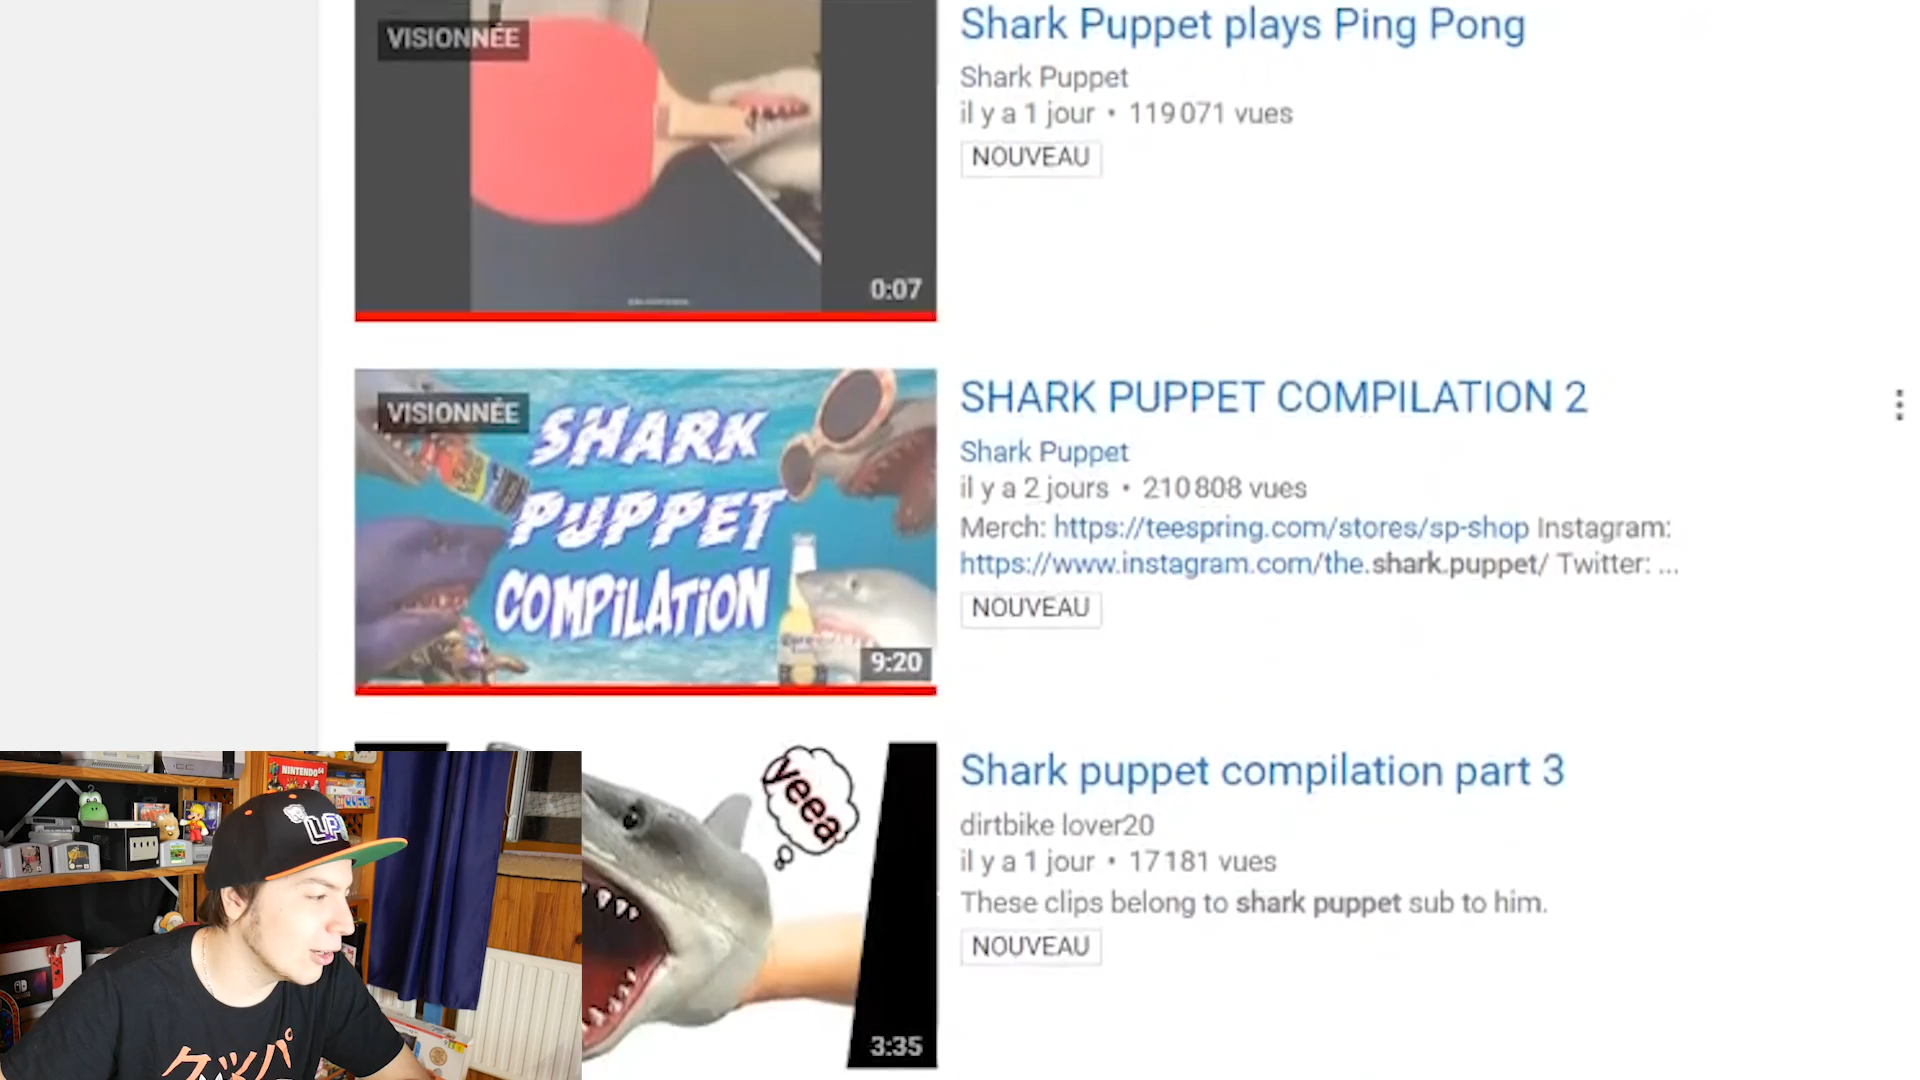 VISIONNÉE
0:07
Shark Puppet plays Ping Pong
Shark Puppet
il y a 1 jour • 119 071 vues
NOUVEAU
VISIONNÉE
SHARK
PUPPET
COMPILATION
9:20
SHARK PUPPET COMPILATION 2
Shark Puppet
il y a 2 jours • 210 808 vues
Merch: https://teespring.com/stores/sp-shop Instagram:
https://www.instagram.com/the.shark.puppet/ Twitter: ...
NOUVEAU
yeea
3:35
Shark puppet compilation part 3
dirtbike lover20
il y a 1 jour • 17 181 vues
These clips belong to shark puppet sub to him.
NOUVEAU
NINTENDO
クッパ